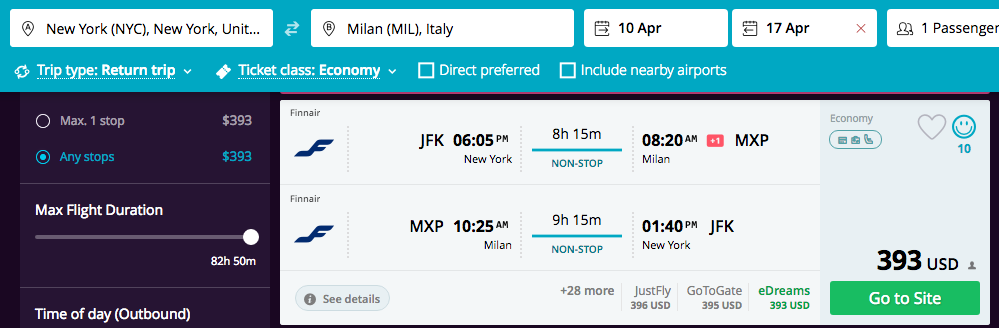 New York (NYC), New York, Unit...
Milan (MIL), Italy
10 Apr
17 Apr
1 Passenger
Trip type: Return trip
Ticket class: Economy
Direct preferred
Include nearby airports
Max. 1 stop $393
Any stops $393
Max Flight Duration
82h 50m
Time of day (Outbound)
Finnair
JFK 06:05 PM
New York
8h 15m
NON-STOP
08:20 AM +1 MXP
Milan
Finnair
MXP 10:25 AM
Milan
9h 15m
NON-STOP
01:40 PM JFK
New York
See details
+28 more
JustFly
396 USD
GoToGate
395 USD
eDreams
393 USD
Economy
10
393 USD
Go to Site